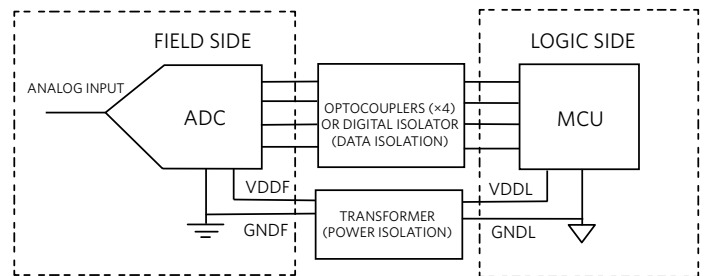 FIELD SIDE
LOGIC SIDE
ANALOG INPUT
ADC
OPTOCOUPLERS (×4)
OR DIGITAL ISOLATOR
(DATA ISOLATION)
MCU
VDDF
VDDL
TRANSFORMER
(POWER ISOLATION)
GNDF
GNDL